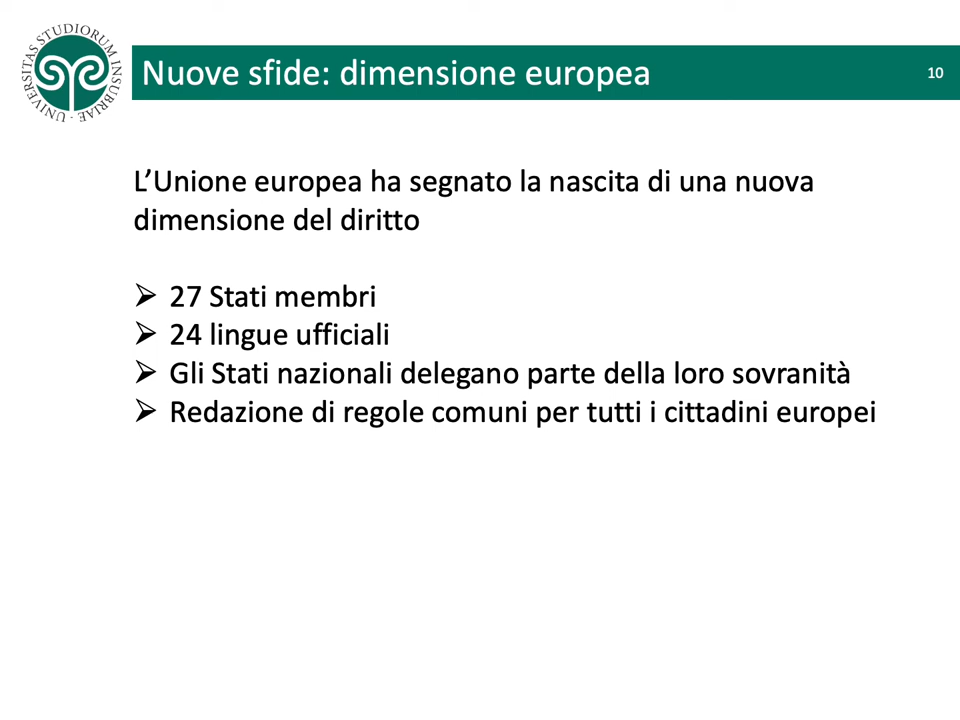 UNIVERSITAS STUDIORUM INSUBRIAE
Nuove sfide: dimensione europea
10
L’Unione europea ha segnato la nascita di una nuova
dimensione del diritto
➢ 27 Stati membri
➢ 24 lingue ufficiali
➢ Gli Stati nazionali delegano parte della loro sovranità
➢ Redazione di regole comuni per tutti i cittadini europei